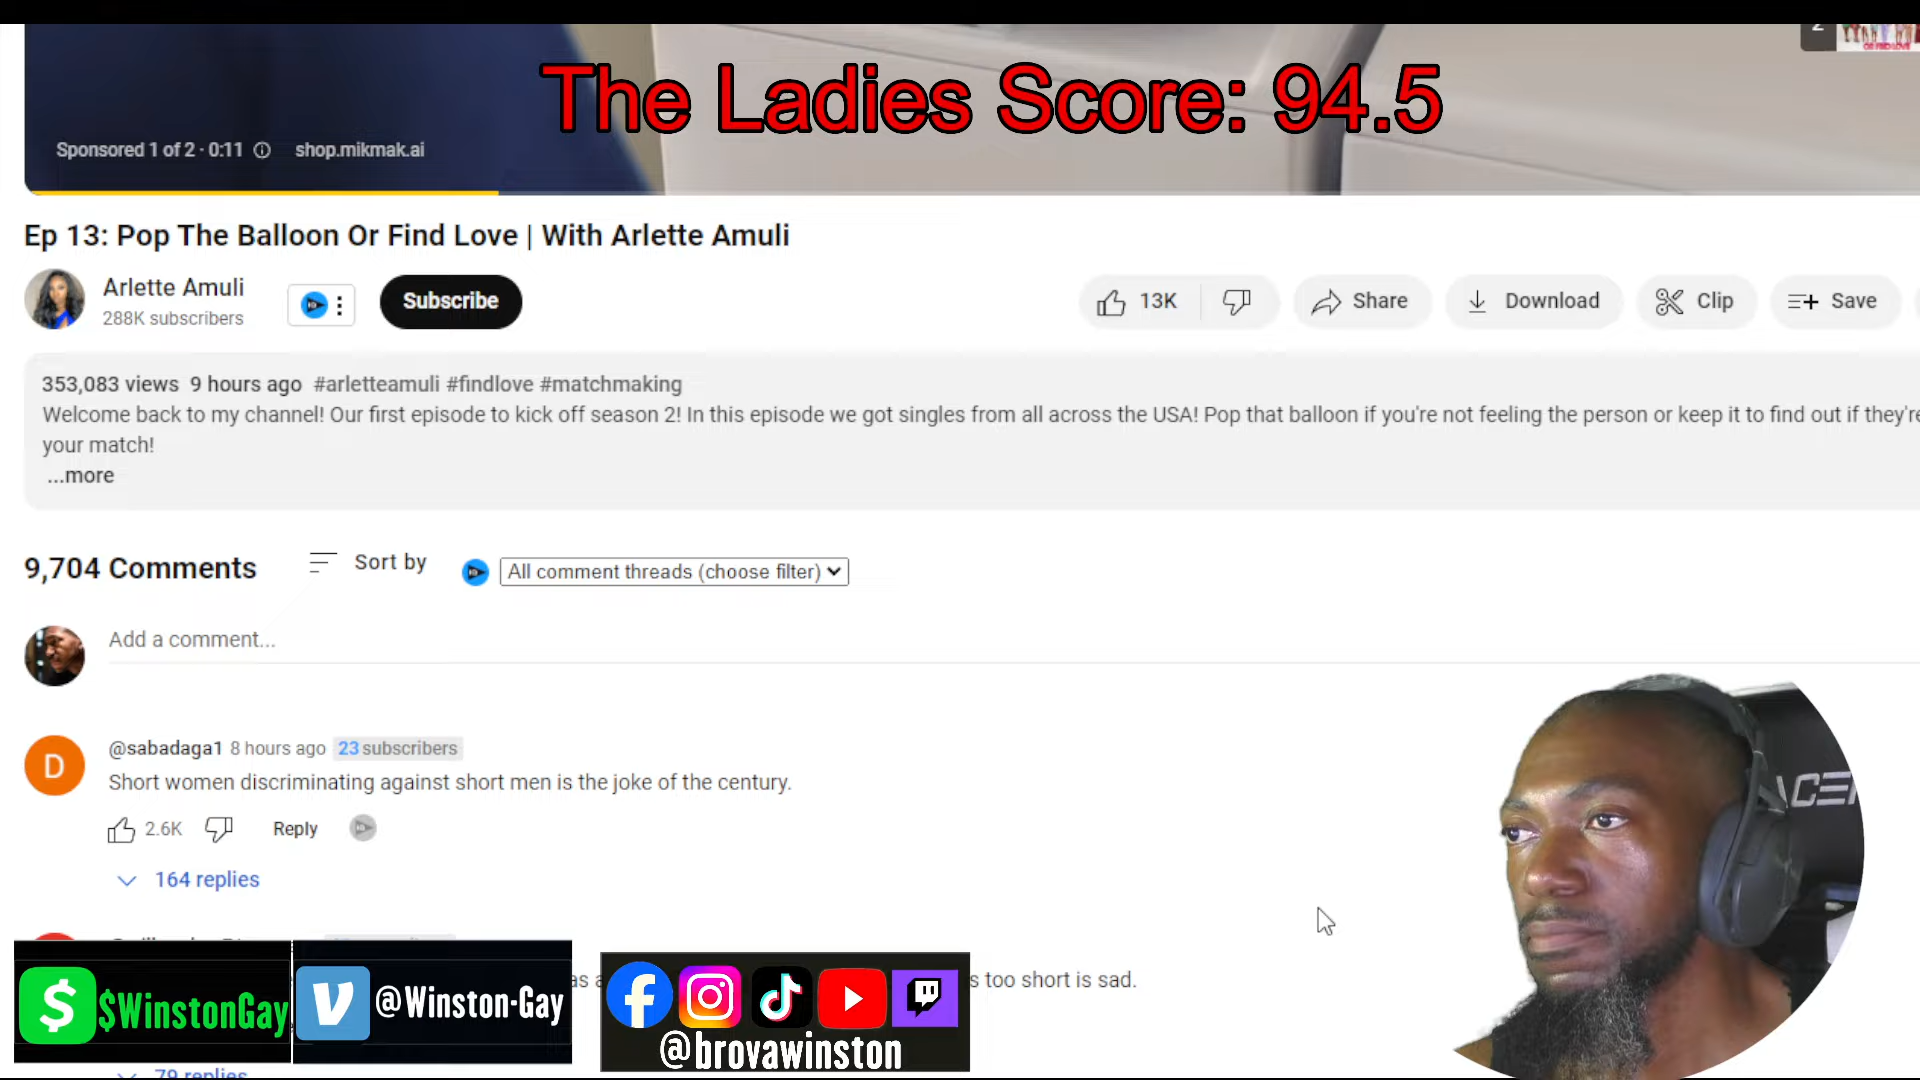 2
OR FIND LOVE
The Ladies Score: 94.5
Sponsored 1 of 2 · 0:11 shop.mikmak.ai
Ep 13: Pop The Balloon Or Find Love | With Arlette Amuli
Arlette Amuli
288K subscribers
Subscribe
13K
Share
Download
Clip
Save
353,083 views 9 hours ago #arletteamuli #findlove #matchmaking
Welcome back to my channel! Our first episode to kick off season 2! In this episode we got singles from all across the USA! Pop that balloon if you're not feeling the person or keep it to find out if they're
your match!
...more
9,704 Comments
Sort by
All comment threads (choose filter)
Add a comment...
D
@sabadaga1 8 hours ago 23 subscribers
Short women discriminating against short men is the joke of the century.
2.6K
Reply
164 replies
s too short is sad.
$WinstonGay
@Winston-Gay
@brovawinston
79 replies